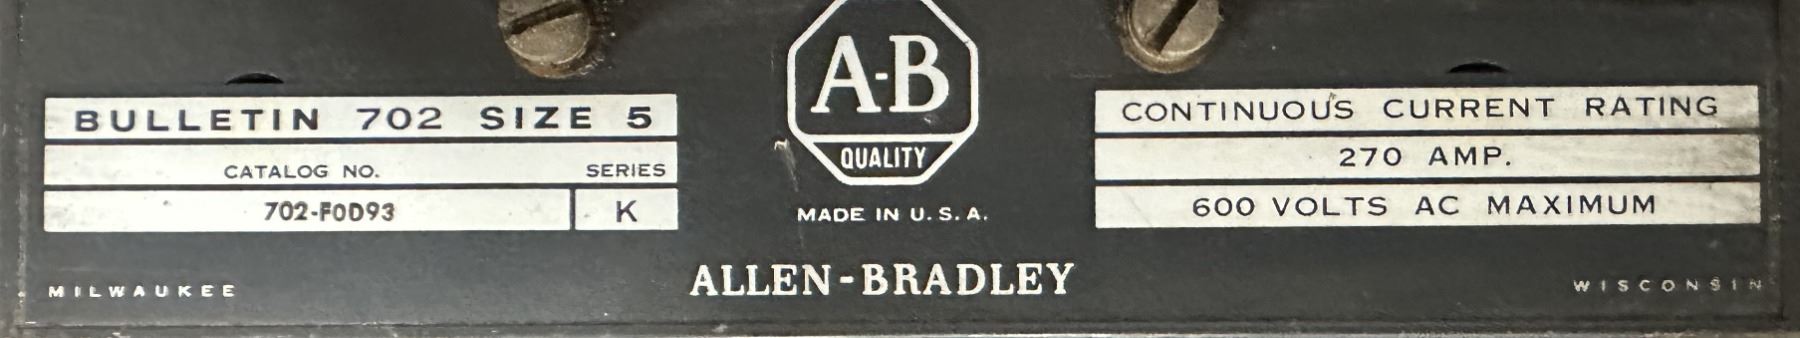 BULLETIN 702 SIZE 5
CATALOG NO. SERIES
702-F0D93 K
MILWAUKEE
A-B
QUALITY
MADE IN U.S.A.
ALLEN-BRADLEY
CONTINUOUS CURRENT RATING
270 AMP.
600 VOLTS AC MAXIMUM
WISCONSIN